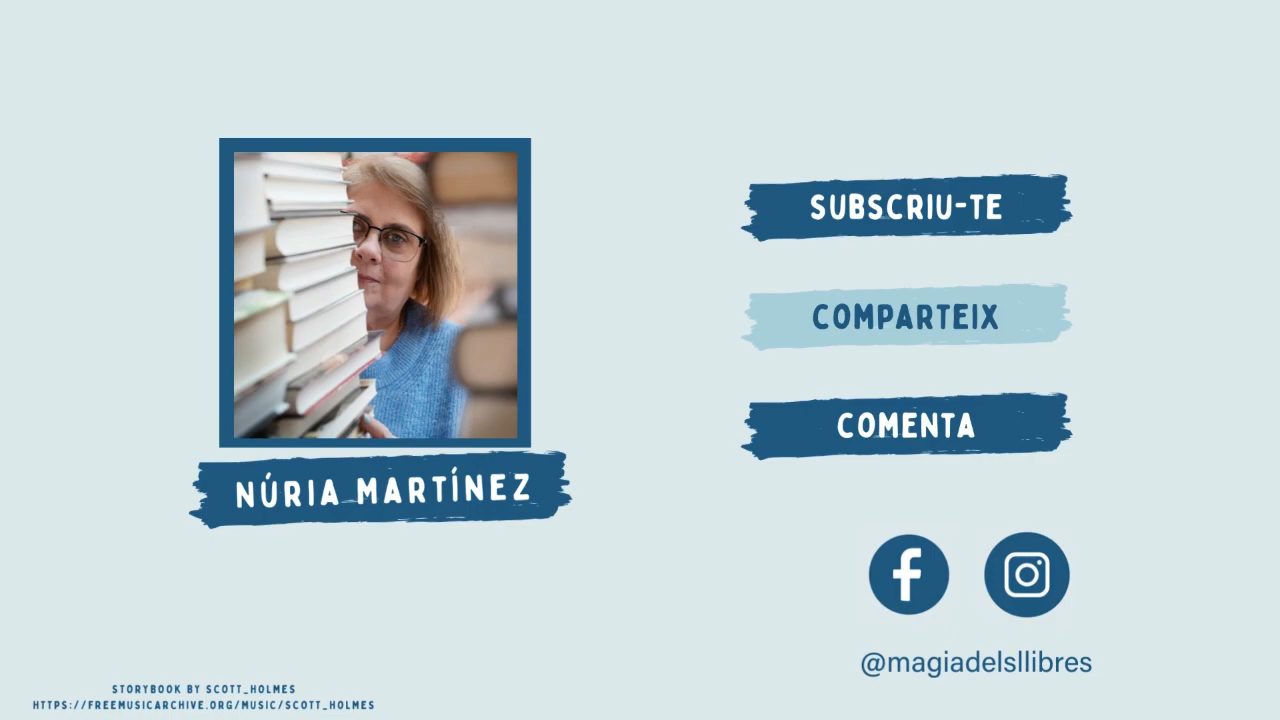 SUBSCRIU-TE
COMPARTEIX
COMENTA
NÚRIA MARTÍNEZ
@magiadelsllibres
STORYBOOK BY SCOTT_HOLMES
HTTPS://FREEMUSICARCHIVE.ORG/MUSIC/SCOTT_HOLMES